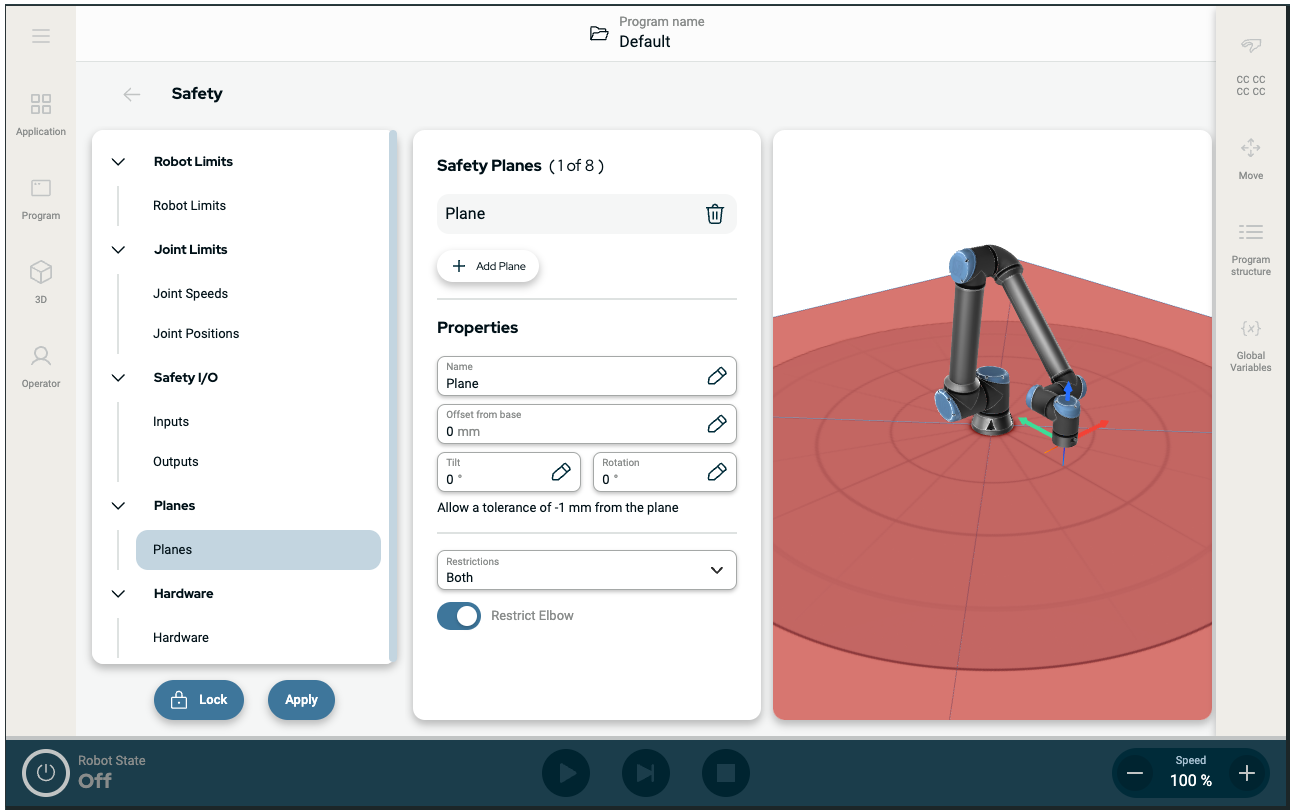 Program name
Default
Application
Program
3D
Operator
Safety
Robot Limits
Robot Limits
Joint Limits
Joint Speeds
Joint Positions
Safety I/O
Inputs
Outputs
Planes
Planes
Hardware
Hardware
Lock
Apply
Safety Planes ( 1 of 8 )
Plane
Add Plane
Properties
Name
Plane
Offset from base
0 mm
Tilt
0 °
Rotation
0 °
Allow a tolerance of -1 mm from the plane
Restrictions
Both
Restrict Elbow
CC CC
CC CC
Move
Program
structure
{x}
Global
Variables
Robot State
Off
Speed
100 %